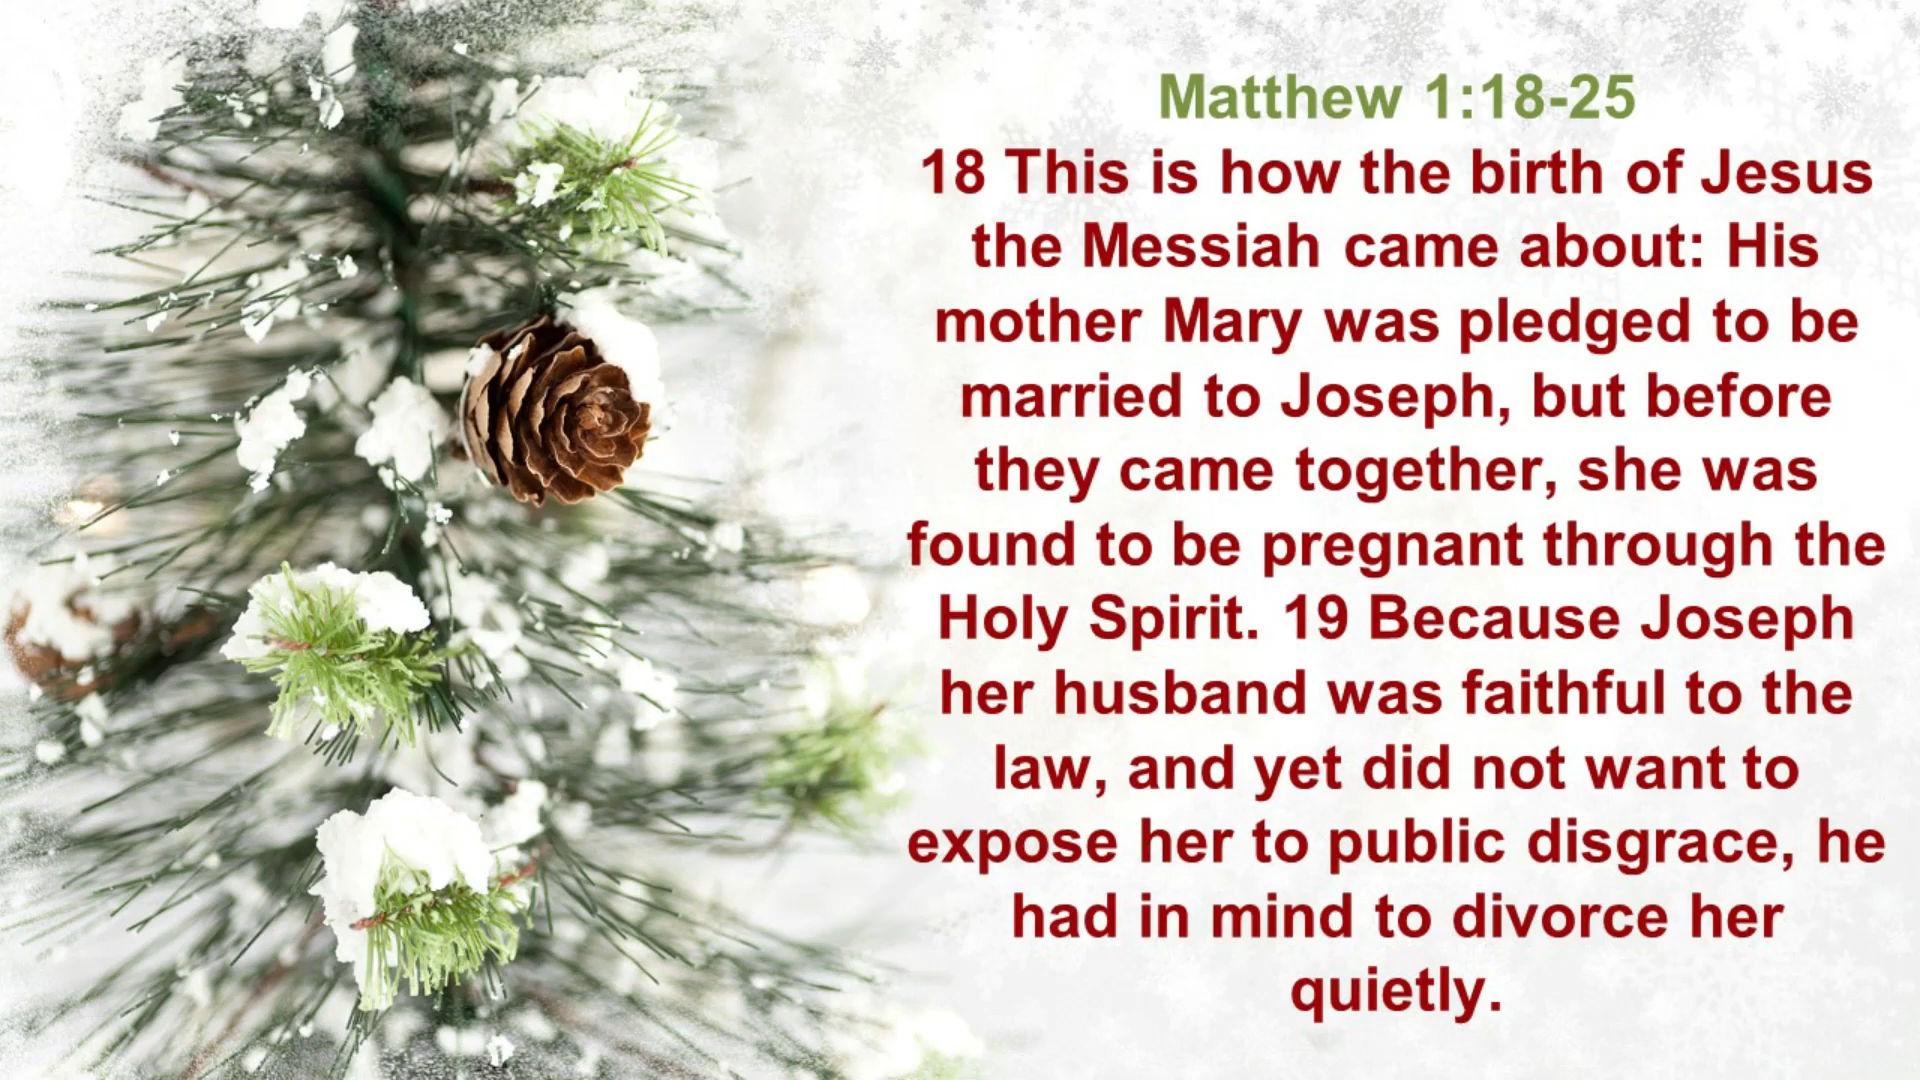 Matthew 1:18-25
18 This is how the birth of Jesus
the Messiah came about: His
mother Mary was pledged to be
married to Joseph, but before
they came together, she was
found to be pregnant through the
Holy Spirit. 19 Because Joseph
her husband was faithful to the
law, and yet did not want to
expose her to public disgrace, he
had in mind to divorce her
quietly.